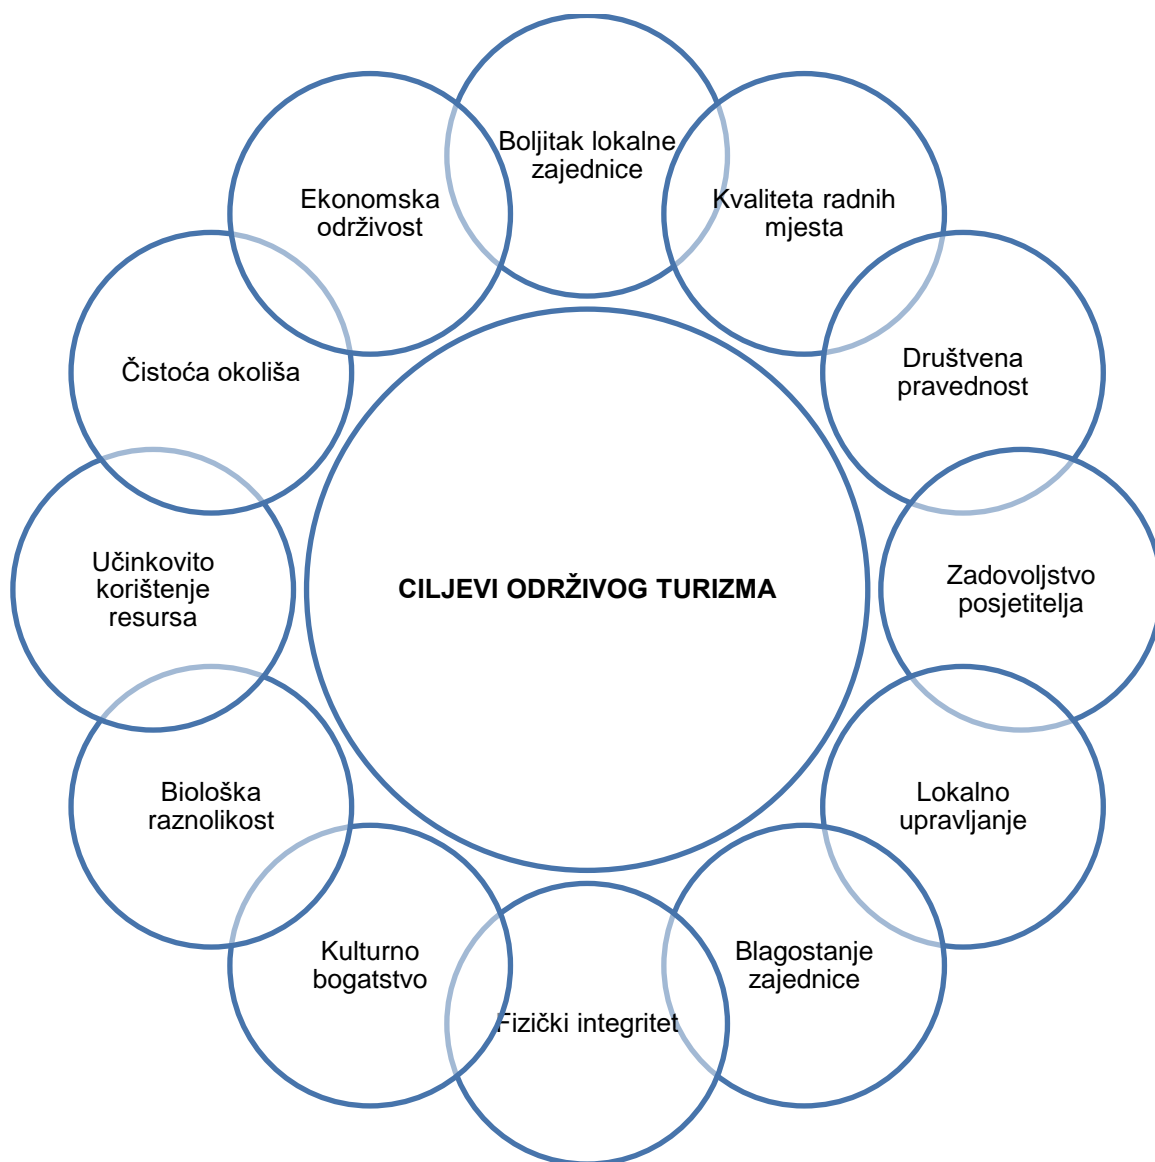 Boljitak lokalne
zajednice
Kvaliteta radnih
mjesta
Društvena
pravednost
Zadovoljstvo
posjetitelja
Lokalno
upravljanje
Blagostanje
zajednice
Fizički integritet
Kulturno
bogatstvo
Biološka
raznolikost
Učinkovito
korištenje
resursa
Čistoća okoliša
Ekonomska
održivost
CILJEVI ODRŽIVOG TURIZMA